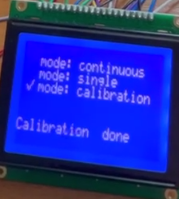 mode: continuous
mode: single
✓ mode: calibration
Calibration done